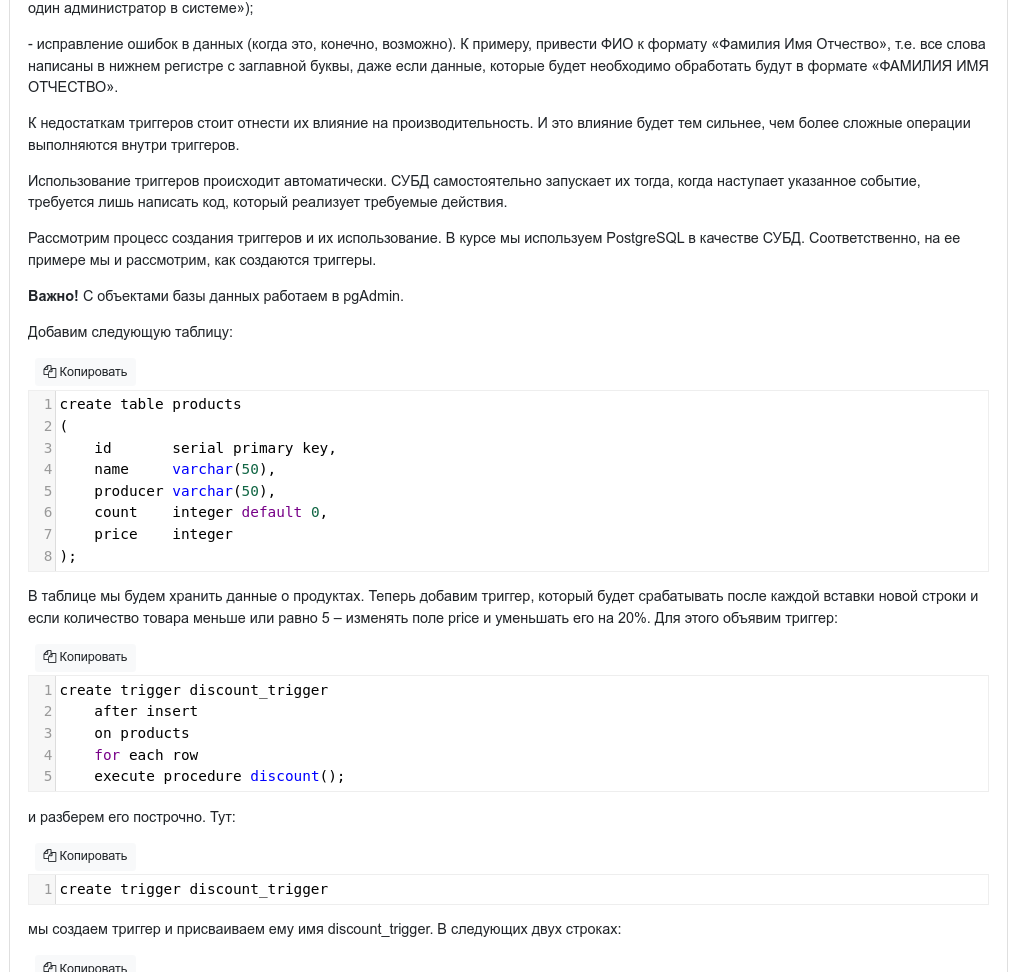 один администратор в системе»);
- исправление ошибок в данных (когда это, конечно, возможно). К примеру, привести ФИО к формату «Фамилия Имя Отчество», т.е. все слова
написаны в нижнем регистре с заглавной буквы, даже если данные, которые будет необходимо обработать будут в формате «ФАМИЛИЯ ИМЯ
ОТЧЕСТВО».
К недостаткам триггеров стоит отнести их влияние на производительность. И это влияние будет тем сильнее, чем более сложные операции
выполняются внутри триггеров.
Использование триггеров происходит автоматически. СУБД самостоятельно запускает их тогда, когда наступает указанное событие,
требуется лишь написать код, который реализует требуемые действия.
Рассмотрим процесс создания триггеров и их использование. В курсе мы используем PostgreSQL в качестве СУБД. Соответственно, на ее
примере мы и рассмотрим, как создаются триггеры.
Важно! С объектами базы данных работаем в pgAdmin.
Добавим следующую таблицу:
Копировать
1 create table products
2 (
3     id       serial primary key,
4     name     varchar(50),
5     producer varchar(50),
6     count    integer default 0,
7     price    integer
8 );
В таблице мы будем хранить данные о продуктах. Теперь добавим триггер, который будет срабатывать после каждой вставки новой строки и
если количество товара меньше или равно 5 – изменять поле price и уменьшать его на 20%. Для этого объявим триггер:
Копировать
1 create trigger discount_trigger
2     after insert
3     on products
4     for each row
5     execute procedure discount();
и разберем его построчно. Тут:
Копировать
1 create trigger discount_trigger
мы создаем триггер и присваиваем ему имя discount_trigger. В следующих двух строках:
Копировать